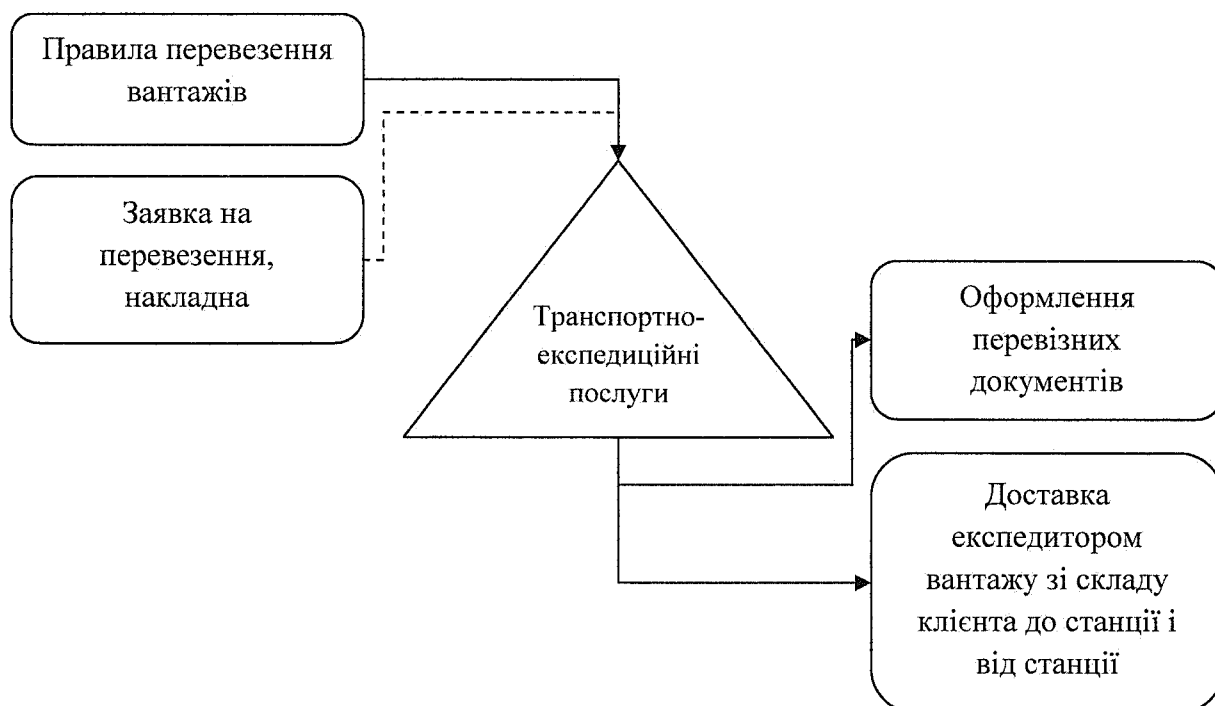 Правила перевезення
вантажів
Заявка на
перевезення,
накладна
Транспортно-
експедиційні
послуги
Оформлення
перевізних
документів
Доставка
експедитором
вантажу зі складу
клієнта до станції і
від станції